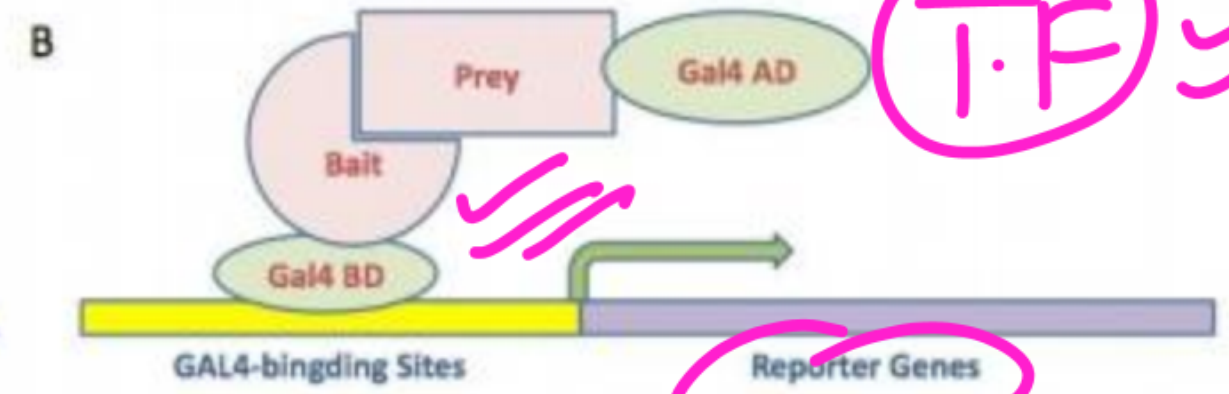 B
Prey
Gal4 AD
T.F
Bait
Gal4 BD
GAL4-bingding Sites
Reporter Genes